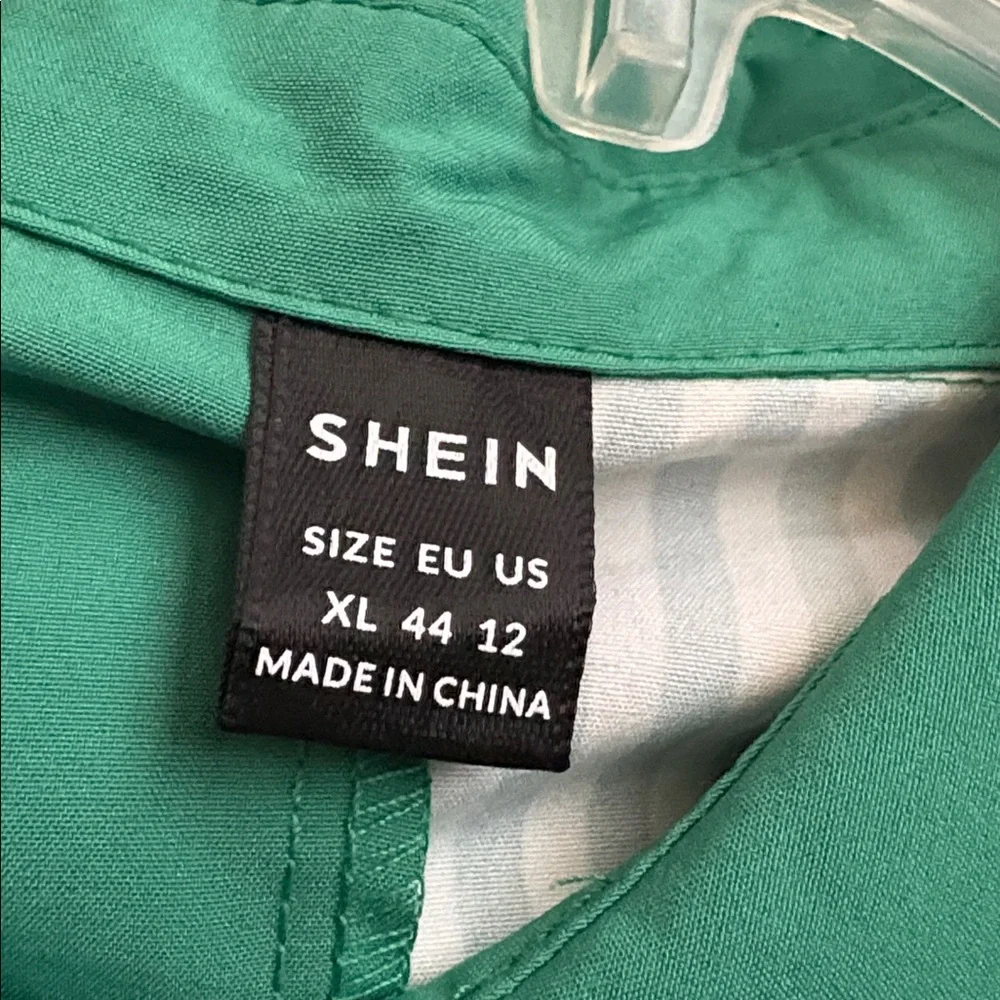 SHEIN
SIZE EU US
XL 44 12
MADE IN CHINA